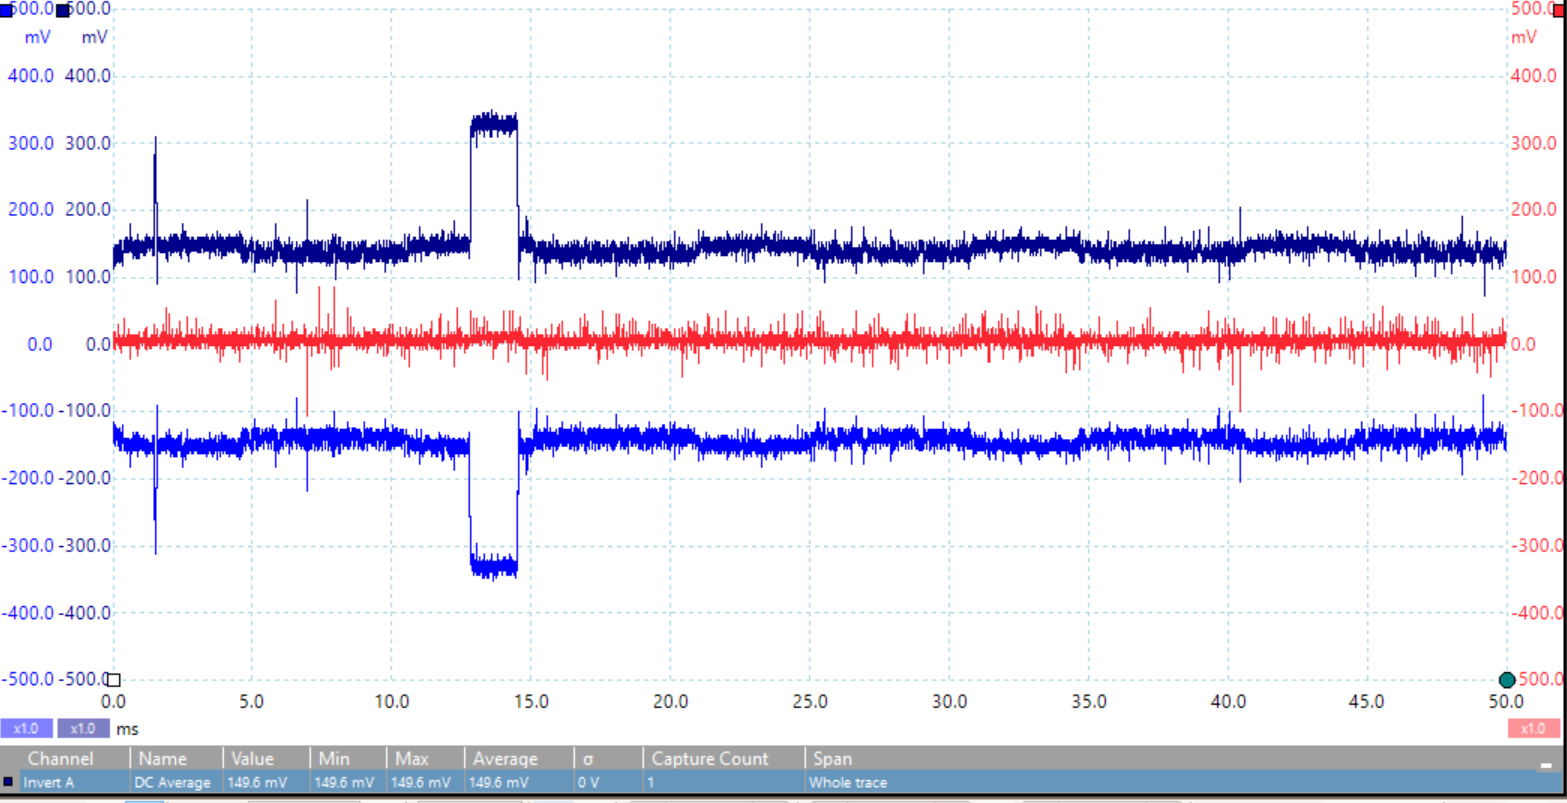 500.0 500.0 500.0
mV mV mV
400.0 400.0 400.0
300.0 300.0 300.0
200.0 200.0 200.0
100.0 100.0 100.0
0.0 0.0 0.0
-100.0 -100.0 -100.0
-200.0 -200.0 -200.0
-300.0 -300.0 -300.0
-400.0 -400.0 -400.0
-500.0 -500.0 500.0
0.0 5.0 10.0 15.0 20.0 25.0 30.0 35.0 40.0 45.0 50.0
x1.0 x1.0 ms x1.0
Channel Name Value Min Max Average σ Capture Count Span
Invert A DC Average 149.6 mV 149.6 mV 149.6 mV 149.6 mV 0 V 1 Whole trace